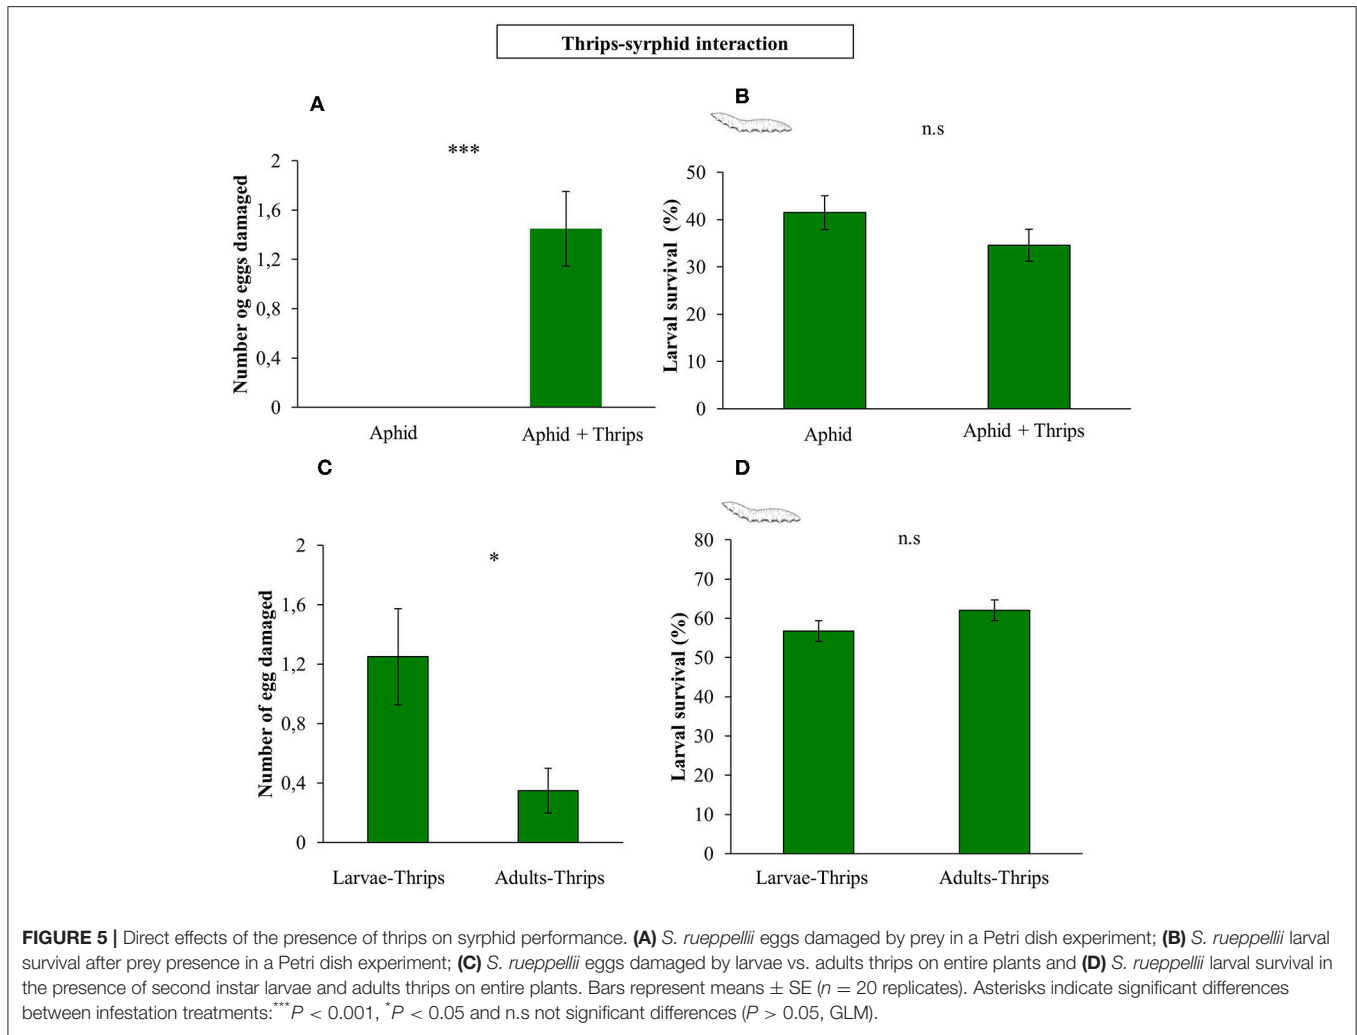 Thrips-syrphid interaction
A
***
Number og eggs damaged
2
1,6
1,2
0,8
0,4
0
Aphid
Aphid + Thrips
B
n.s
Larval survival (%)
50
40
30
20
10
0
Aphid
Aphid + Thrips
C
*
Number of egg damaged
2
1,6
1,2
0,8
0,4
0
Larvae-Thrips
Adults-Thrips
D
n.s
Larval survival (%)
80
70
60
50
40
30
20
10
0
Larvae-Thrips
Adults-Thrips
FIGURE 5 | Direct effects of the presence of thrips on syrphid performance. (A) S. rueppellii eggs damaged by prey in a Petri dish experiment; (B) S. rueppellii larval
survival after prey presence in a Petri dish experiment; (C) S. rueppellii eggs damaged by larvae vs. adults thrips on entire plants and (D) S. rueppellii larval survival in
the presence of second instar larvae and adults thrips on entire plants. Bars represent means ± SE (n = 20 replicates). Asterisks indicate significant differences
between infestation treatments:***P < 0.001, *P < 0.05 and n.s not significant differences (P > 0.05, GLM).